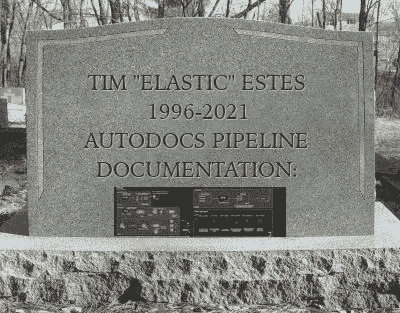 TIM "ELASTIC" ESTES
1996-2021
AUTODOCS PIPELINE
DOCUMENTATION: